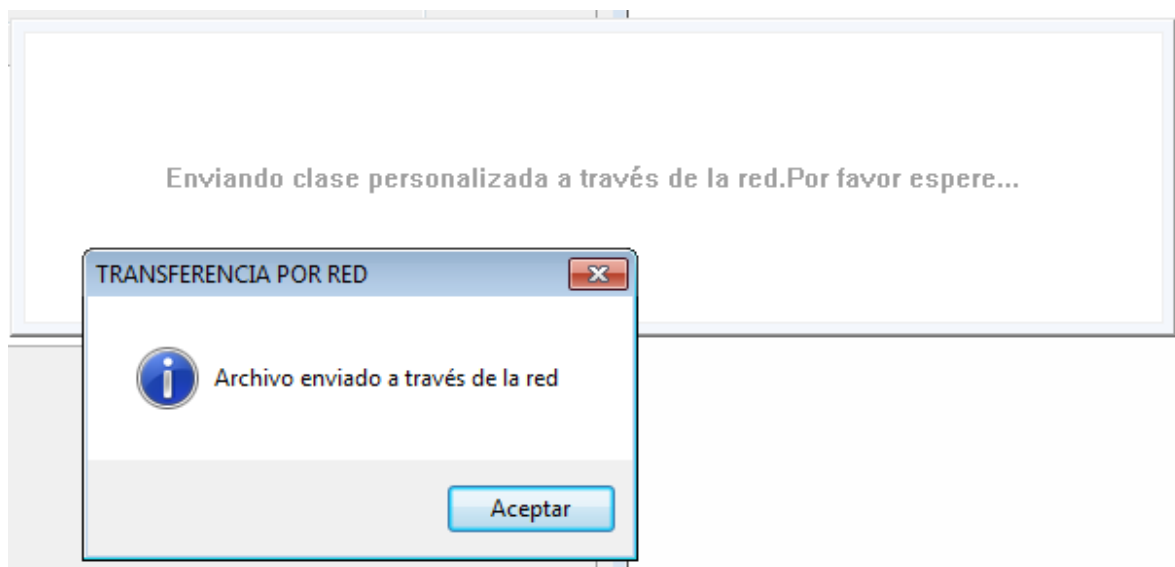 Enviando clase personalizada a través de la red.Por favor espere...
TRANSFERENCIA POR RED
Archivo enviado a través de la red
Aceptar